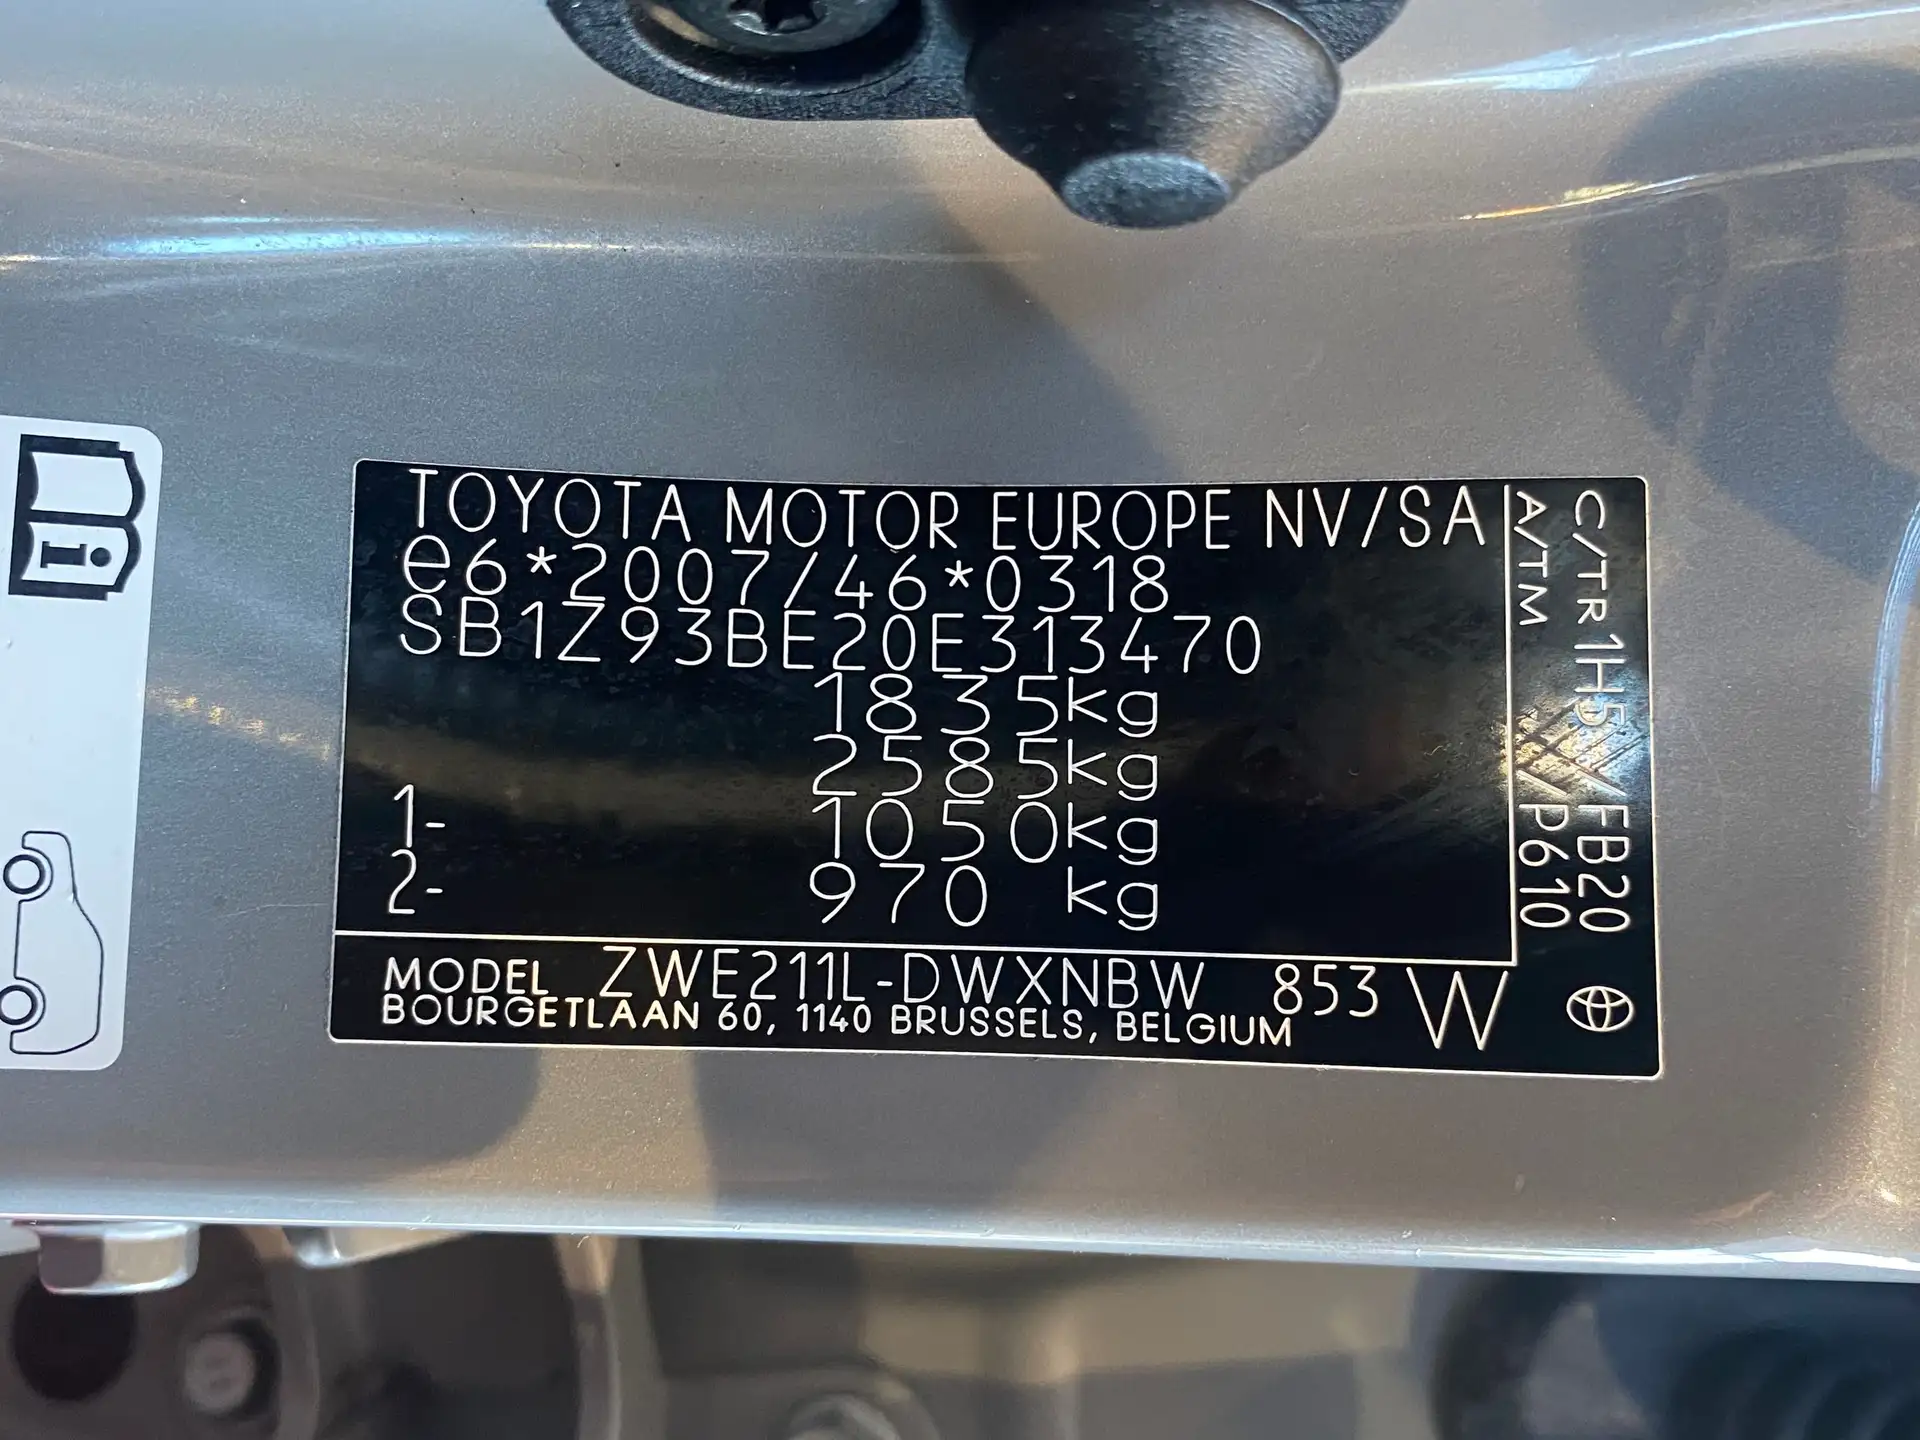 TOYOTA MOTOR EUROPE NV/SA
e6*2007/46*0318
SB1Z93BE20E313470
1835kg
2585kg
1- 1050kg
2- 970 kg
MODEL ZWE211L-DWXNBW 853 W
BOURGETLAAN 60, 1140 BRUSSELS, BELGIUM
C/TR 1H5 /FB20
A/TM /P610